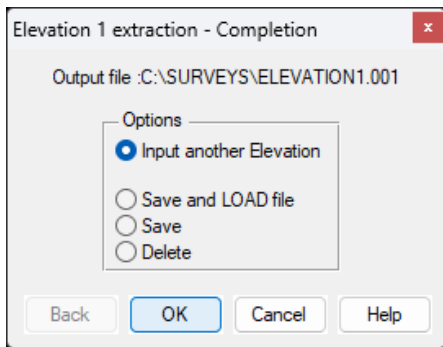 Elevation 1 extraction - Completion
x
Output file :C:\SURVEYS\ELEVATION1.001
Options
Input another Elevation
Save and LOAD file
Save
Delete
Back OK Cancel Help